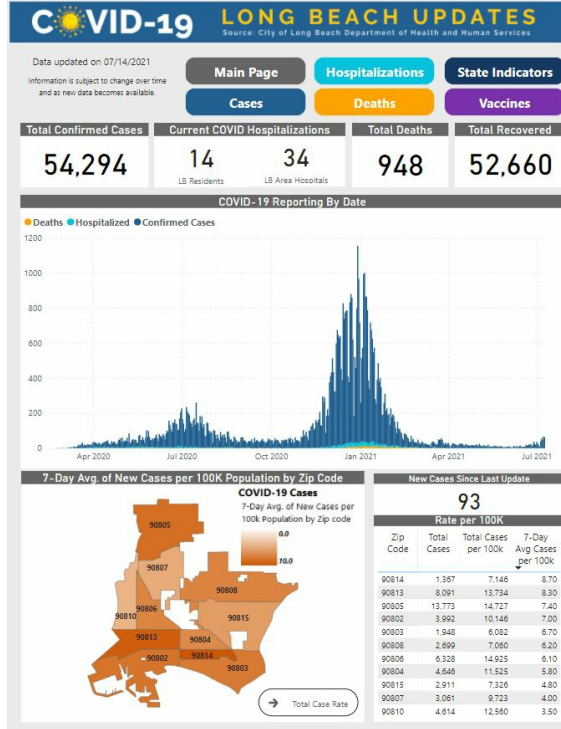 COVID-19 LONG BEACH UPDATES
Source: City of Long Beach Department of Health and Human Services
Data updated on 07/14/2021
Information is subject to change over time
and as new data becomes available.
Main Page Hospitalizations State Indicators
Cases Deaths Vaccines
Total Confirmed Cases
54,294
Current COVID Hospitalizations
14 34
LB Residents LB Area Hospitals
Total Deaths
948
Total Recovered
52,660
COVID-19 Reporting By Date
Deaths Hospitalized Confirmed Cases
1200
1000
800
600
400
200
0
Apr 2020 Jul 2020 Oct 2020 Jan 2021 Apr 2021 Jul 2021
7-Day Avg. of New Cases per 100K Population by Zip Code
COVID-19 Cases
7-Day Avg. of New Cases per
100k Population by Zip code
0.0
10.0
90805
90807
90808
90810
90806
90815
90813
90804
90802
90814
90803
Total Case Rate
New Cases Since Last Update
93
Rate per 100K
Zip Code Total Cases Total Cases per 100k 7-Day Avg Cases per 100k
90814 1,367 7,146 8.70
90813 8,091 13,734 8.30
90805 13,773 14,727 7.40
90802 3,992 10,146 7.00
90803 1,948 6,082 6.70
90808 2,699 7,060 6.20
90806 6,328 14,925 6.10
90804 4,646 11,525 5.80
90815 2,911 7,326 4.80
90807 3,061 9,723 4.00
90810 4,614 12,560 3.50